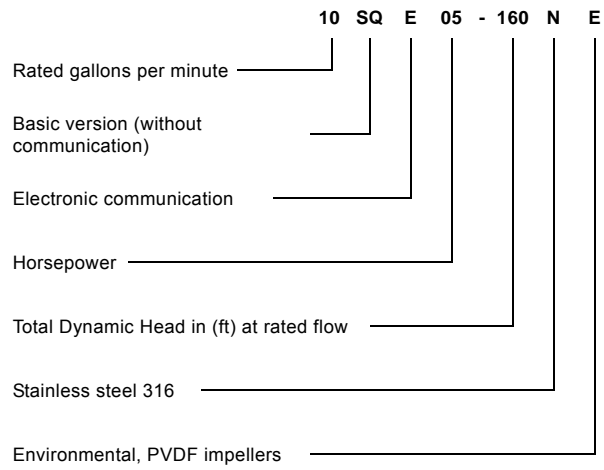 10 SQ E 05 - 160 N E
Rated gallons per minute
Basic version (without
communication)
Electronic communication
Horsepower
Total Dynamic Head in (ft) at rated flow
Stainless steel 316
Environmental, PVDF impellers